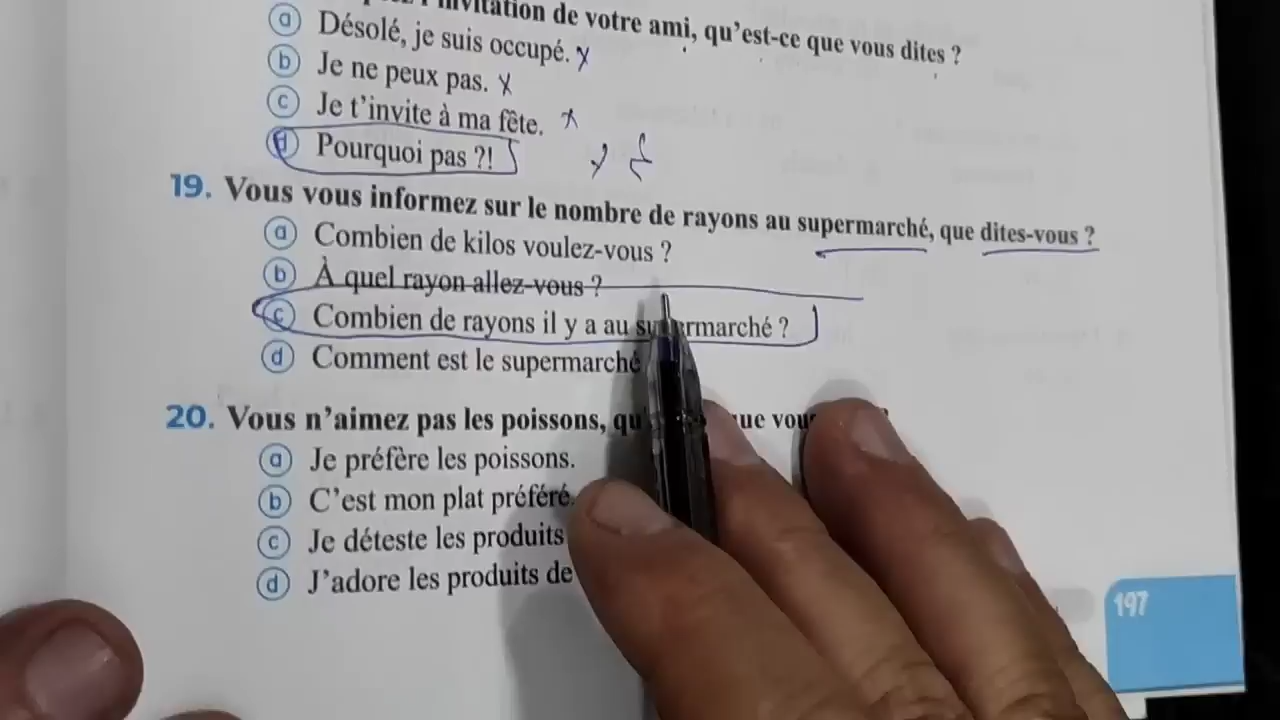 l'invitation de votre ami, qu'est-ce que vous dites ?
a Désolé, je suis occupé. x
b Je ne peux pas. x
c Je t'invite à ma fête. x
d Pourquoi pas ?!
19. Vous vous informez sur le nombre de rayons au supermarché, que dites-vous ?
a Combien de kilos voulez-vous ?
b À quel rayon allez-vous ?
c Combien de rayons il y a au supermarché ?
d Comment est le supermarché
20. Vous n'aimez pas les poissons,
a Je préfère les poissons.
b C'est mon plat préféré.
c Je déteste les produits
d J'adore les produits de
197